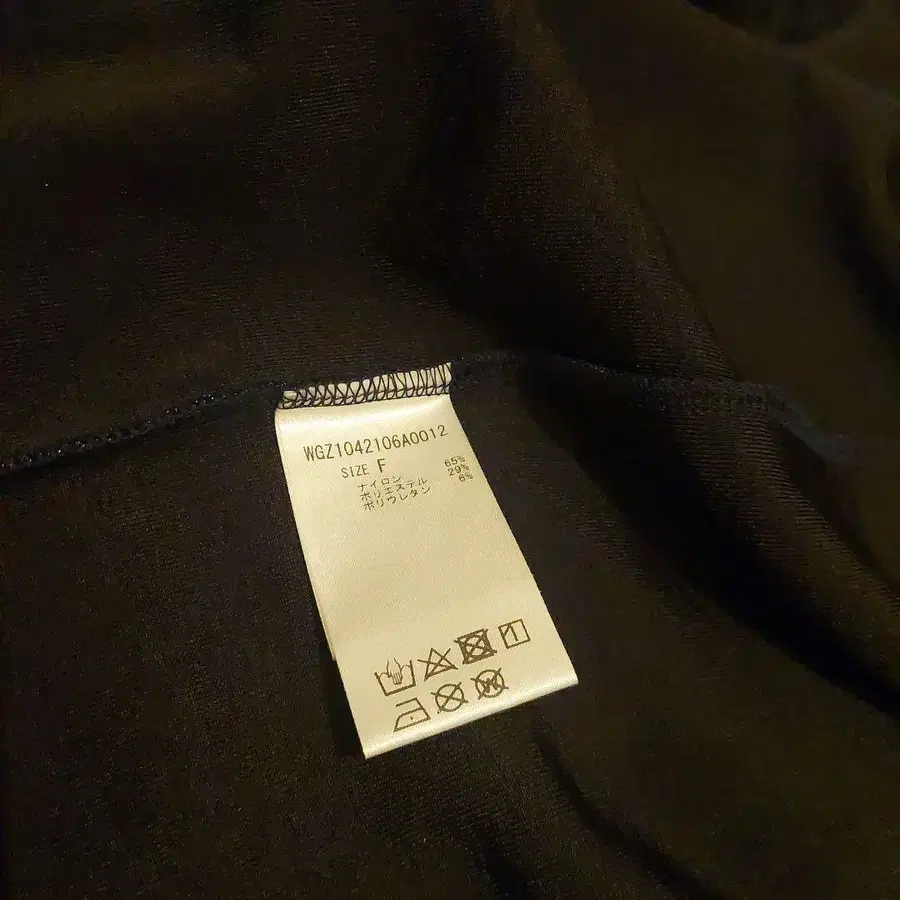 WGZ1042106A0012
SIZE F
ナイロン 65%
ポリエステル 29%
ポリウレタン 6%